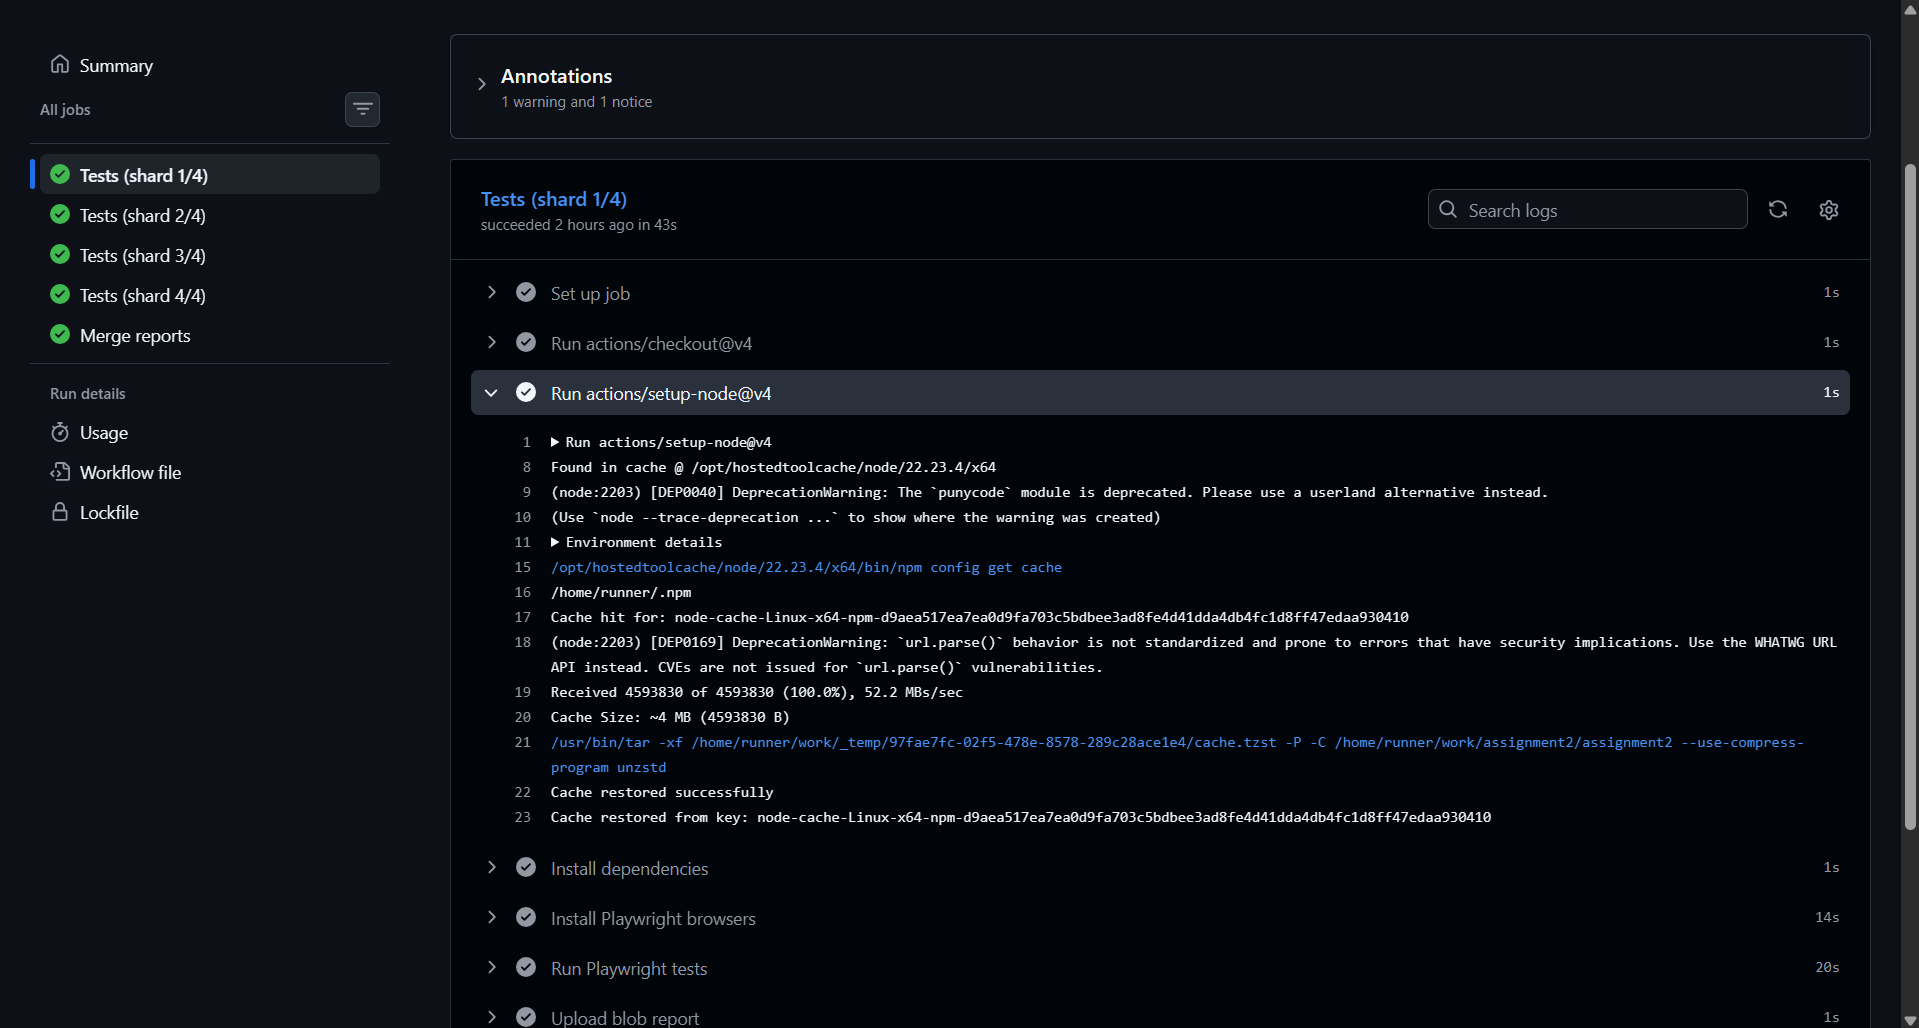 Summary
All jobs
Tests (shard 1/4)
Tests (shard 2/4)
Tests (shard 3/4)
Tests (shard 4/4)
Merge reports
Run details
Usage
Workflow file
Lockfile
Annotations
1 warning and 1 notice
Tests (shard 1/4)
succeeded 2 hours ago in 43s
Search logs
Set up job 1s
Run actions/checkout@v4 1s
Run actions/setup-node@v4 1s
1 Run actions/setup-node@v4
8 Found in cache @ /opt/hostedtoolcache/node/22.23.4/x64
9 (node:2203) [DEP0040] DeprecationWarning: The `punycode` module is deprecated. Please use a userland alternative instead.
10 (Use `node --trace-deprecation ...` to show where the warning was created)
11 Environment details
15 /opt/hostedtoolcache/node/22.23.4/x64/bin/npm config get cache
16 /home/runner/.npm
17 Cache hit for: node-cache-Linux-x64-npm-d9aea517ea7ea0d9fa703c5bdbee3ad8fe4d41dda4db4fc1d8ff47edaa930410
18 (node:2203) [DEP0169] DeprecationWarning: `url.parse()` behavior is not standardized and prone to errors that have security implications. Use the WHATWG URL
API instead. CVEs are not issued for `url.parse()` vulnerabilities.
19 Received 4593830 of 4593830 (100.0%), 52.2 MBs/sec
20 Cache Size: ~4 MB (4593830 B)
21 /usr/bin/tar -xf /home/runner/work/_temp/97fae7fc-02f5-478e-8578-289c28ace1e4/cache.tzst -P -C /home/runner/work/assignment2/assignment2 --use-compress-
program unzstd
22 Cache restored successfully
23 Cache restored from key: node-cache-Linux-x64-npm-d9aea517ea7ea0d9fa703c5bdbee3ad8fe4d41dda4db4fc1d8ff47edaa930410
Install dependencies 1s
Install Playwright browsers 14s
Run Playwright tests 20s
Upload blob report 1s